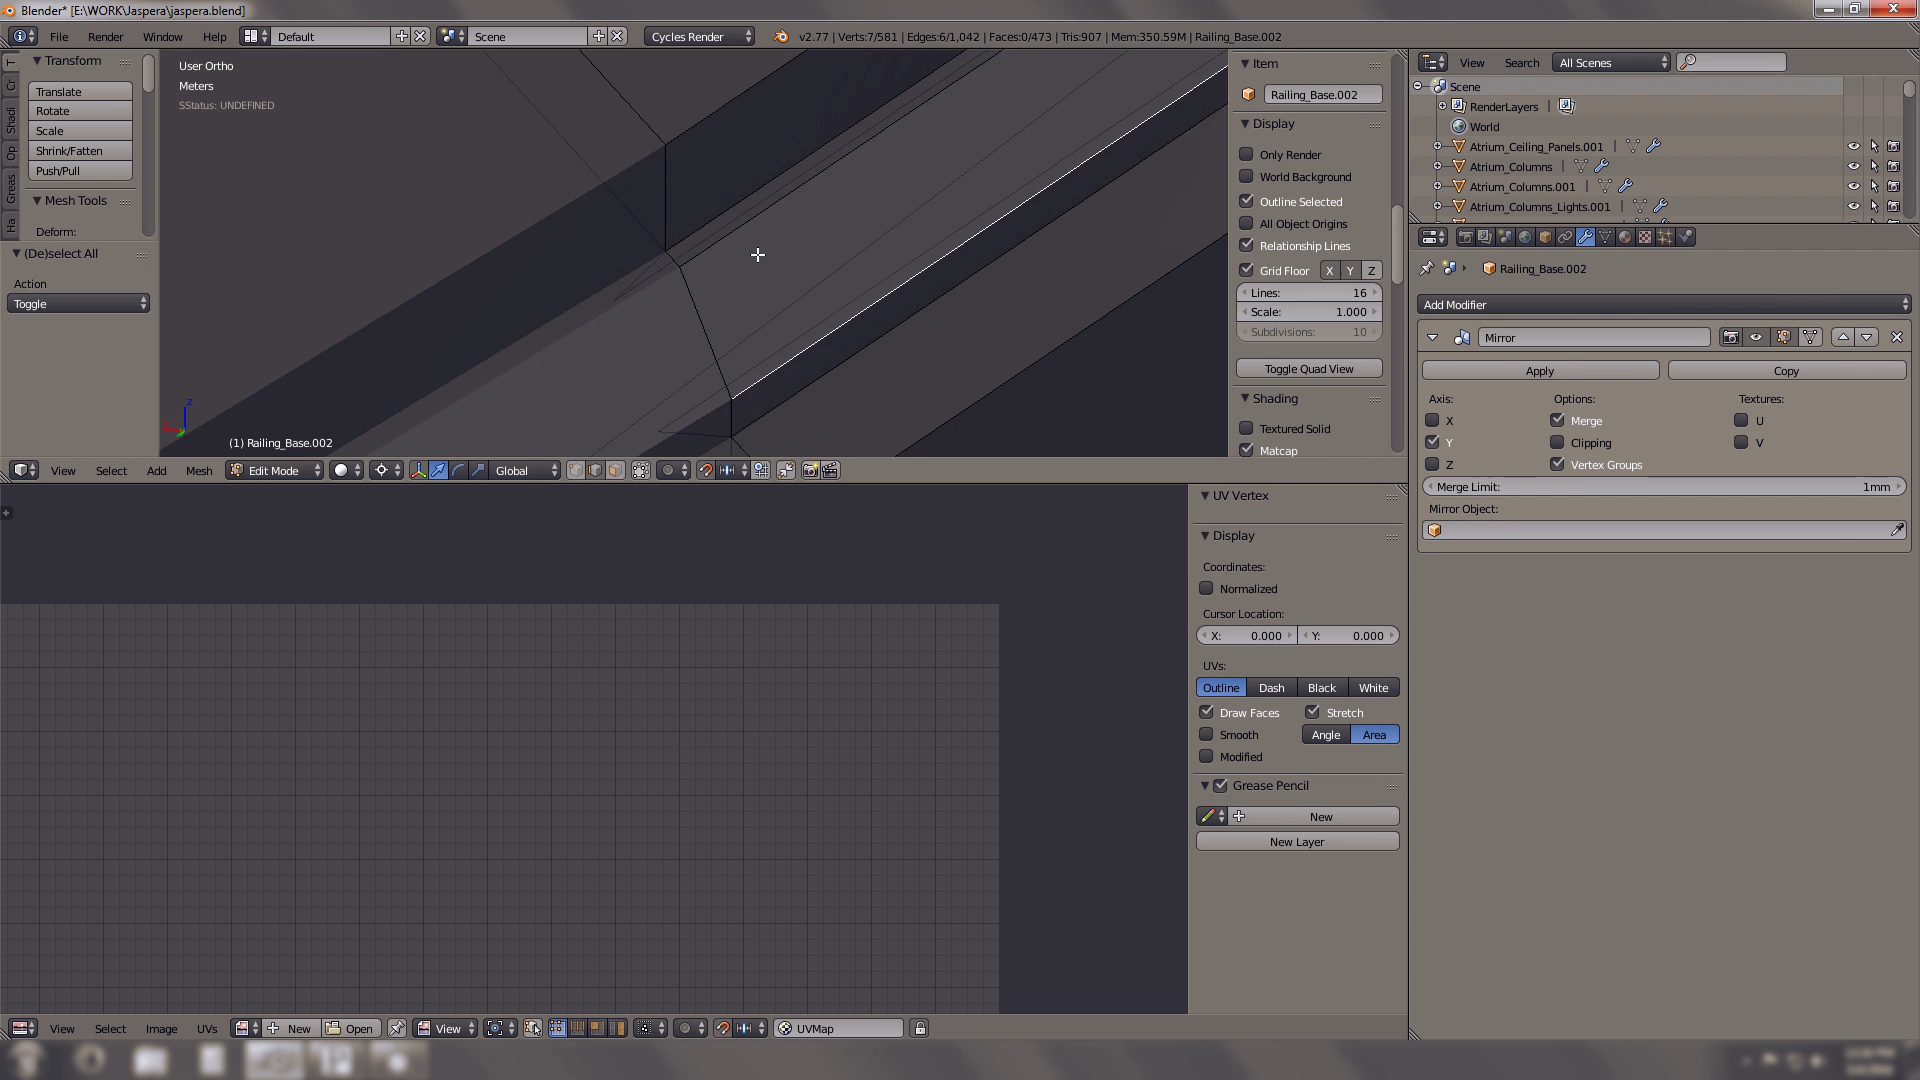 Blender* [E:\WORK\Jaspera\jaspera.blend]
File Render Window Help Default Scene Cycles Render v2.77 | Verts:7/581 | Edges:6/1,042 | Faces:0/473 | Tris:907 | Mem:350.59M | Railing_Base.002
Transform
Translate
Rotate
Scale
Shrink/Fatten
Push/Pull
Mesh Tools
Deform:
(De)select All
Action
Toggle
T
Cr
Shadi
Op
Greas
Ha
User Ortho
Meters
SStatus: UNDEFINED
z
(1) Railing_Base.002
Item
Railing_Base.002
Display
Only Render
World Background
Outline Selected
All Object Origins
Relationship Lines
Grid Floor X Y Z
Lines: 16
Scale: 1.000
Subdivisions: 10
Toggle Quad View
Shading
Textured Solid
Matcap
View Select Add Mesh Edit Mode Global
View Search All Scenes
Scene
RenderLayers |
World
Atrium_Ceiling_Panels.001 |
Atrium_Columns |
Atrium_Columns.001 |
Atrium_Columns_Lights.001 |
Railing_Base.002
Add Modifier
Mirror
Apply Copy
Axis: Options: Textures:
X Merge U
Y Clipping V
Z Vertex Groups
Merge Limit: 1mm
Mirror Object:
UV Vertex
Display
Coordinates:
Normalized
Cursor Location:
X: 0.000 Y: 0.000
UVs:
Outline Dash Black White
Draw Faces Stretch
Smooth Angle Area
Modified
Grease Pencil
New
New Layer
View Select Image UVs New Open View UVMap